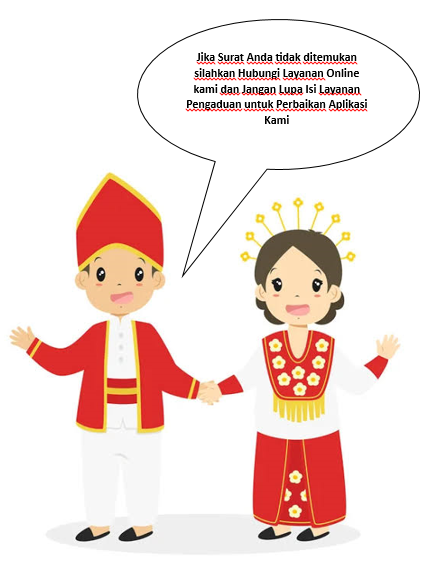 Jika Surat Anda tidak ditemukan
silahkan Hubungi Layanan Online
kami dan Jangan Lupa Isi Layanan
Pengaduan untuk Perbaikan Aplikasi
Kami